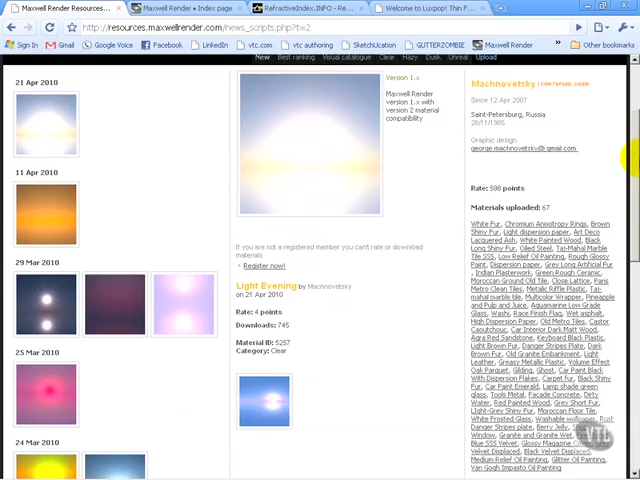 Maxwell Render Resources...
Maxwell Render • Index page
RefractiveIndex.INFO - Re...
Welcome to Luxpop! Thin F...
http://resources.maxwellrender.com/news_scripts.php?t=2
Sign In
Gmail
Google Voice
Facebook
LinkedIn
vtc.com
vtc authoring
SketchUcation
GUTTERZOMBIE
Maxwell Render
Other bookmarks
New Best ranking Visual catalogue Clear Hazy Dusk Unreal Upload
21 Apr 2010
11 Apr 2010
29 Mar 2010
25 Mar 2010
24 Mar 2010
Version 1.x
Maxwell Render
version 1.x with
version 2 material
compatibility
If you are not a registered member you can't rate or download
materials
Register now!
Light Evening by Machnovetsky
on 21 Apr 2010
Rate: 4 points
Downloads: 745
Material ID: 5257
Category: Clear
Machnovetsky | CERTIFIED USER
Since 12 Apr 2007
Saint-Petersburg, Russia
28/11/1985
Graphic design
george.machnovetsky@gmail.com
Rate: 598 points
Materials uploaded: 67
White Fur, Chromium Anisotropy Rings, Brown
Shiny Fur, Light dispersion paper, Art Deco
Lacquered Ash, White Painted Wood, Black
Long Shiny Fur, Oiled Steel, Taj-Mahal Marble
Tile SSS, Low Relief Oil Painting, Rough Glossy
Paint, Dispersion paper, Grey Long Artificial Fur
, Indian Plasterwork, Green Rough Ceramic,
Moroccan Ground Old Tile, Close Lattice, Paris
Metro Clean Tiles, Metallic Riffle Plastic, Taj-
mahal marble tile, Multicolor Wrapper, Pineapple
and Pulp and Juice, Aquamarine Low Grade
Glass, Washi, Race Finish Flag, Wet asphalt,
High Dispersion Paper, Old Metro Tiles, Castor
Caoutchouc, Car Interior Dark Matt Wood,
Agra Red Sandstone, Keyboard Black Plastic,
Light Brown Fur, Danger Stripes Plate, Dark
Brown Fur, Old Granite Embankment, Light
Leather, Greasy Metallic Plastic, Volume Effect
Oak Parquet, Gliding, Ghost, Car Paint Black
With Dispersion Flakes, Carpet fur, Black Shiny
Fur, Car Paint Emerald, Lamp shade green
glass, Tools Metal, Facade Concrete, Dirty
Water, Red Painted Wood, Grey Short Fur,
Light-Grey Shiny Fur, Moroccan Floor Tile,
White Frosted Glass, Washable wallpaper, Rust
Danger Stripes plate, Berry Jelly,
Window, Granite and Granite Wet,
Blue SSS Velvet, Glossy Magazine
Velvet Displaced, Black Velvet Displaced,
Medium Relief Oil Painting, Glitter Oil Painting,
Van Gogh Impasto Oil Painting